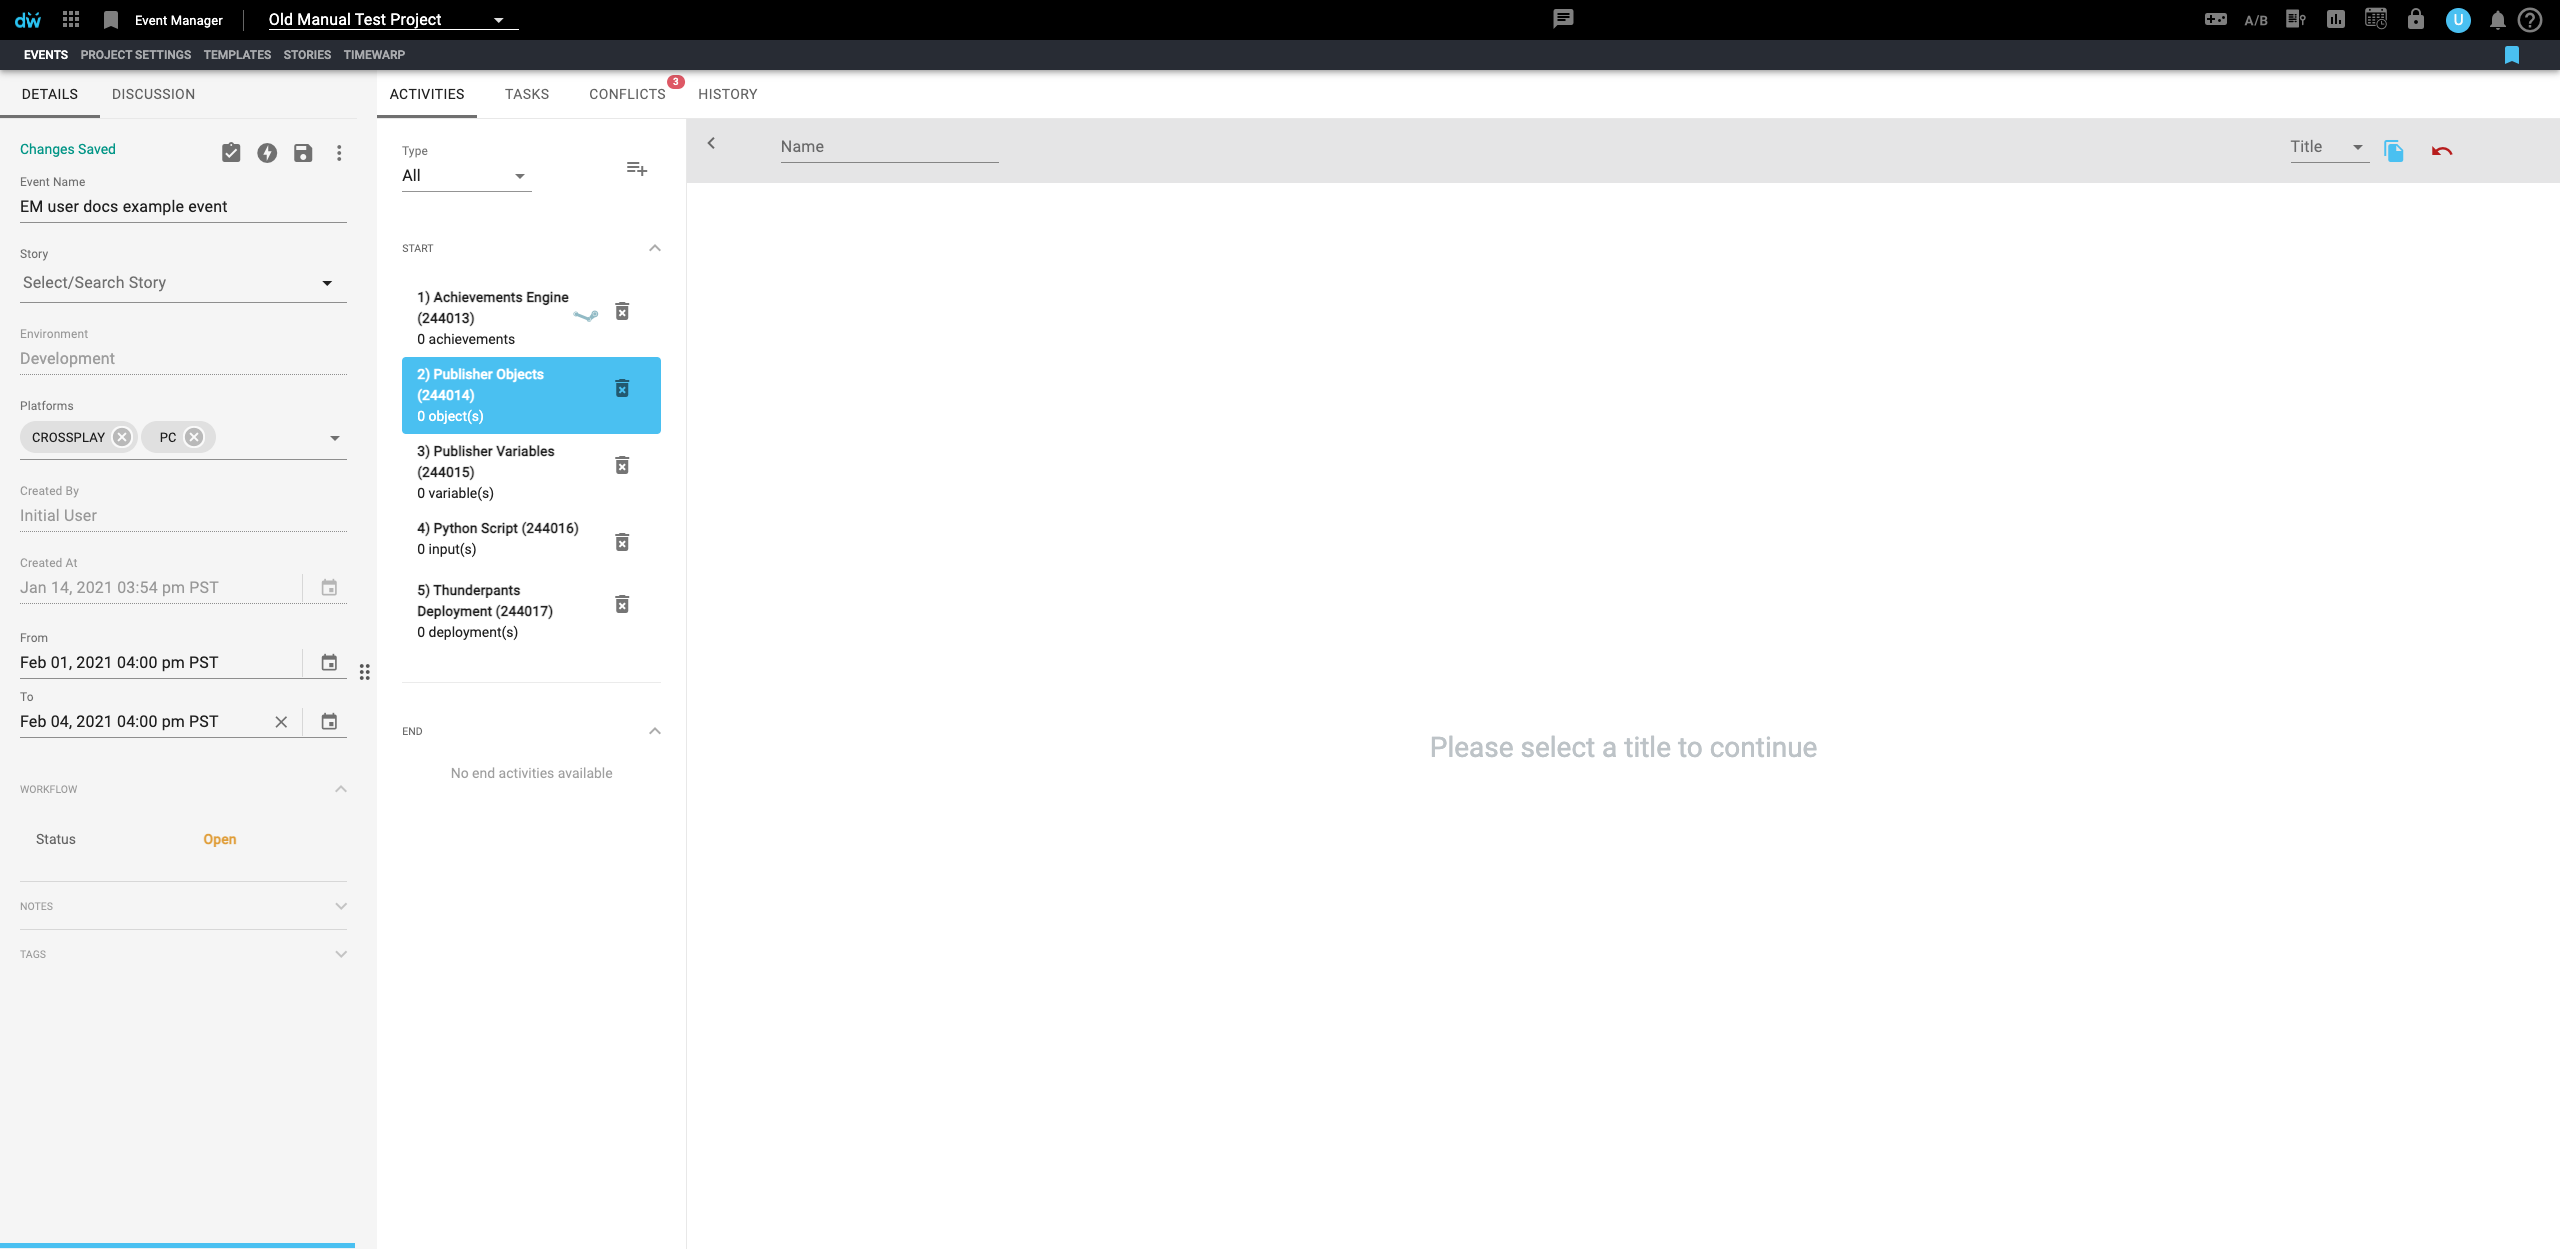 dw Event Manager Old Manual Test Project A/B U
EVENTS PROJECT SETTINGS TEMPLATES STORIES TIMEWARP
DETAILS DISCUSSION
Changes Saved
Event Name
EM user docs example event
Story
Select/Search Story
Environment
Development
Platforms
CROSSPLAY PC
Created By
Initial User
Created At
Jan 14, 2021 03:54 pm PST
From
Feb 01, 2021 04:00 pm PST
To
Feb 04, 2021 04:00 pm PST
WORKFLOW
Status Open
NOTES
TAGS
ACTIVITIES TASKS CONFLICTS 3 HISTORY
Type
All
START
1) Achievements Engine
(244013)
0 achievements
2) Publisher Objects
(244014)
0 object(s)
3) Publisher Variables
(244015)
0 variable(s)
4) Python Script (244016)
0 input(s)
5) Thunderpants
Deployment (244017)
0 deployment(s)
END
No end activities available
Name Title
Please select a title to continue